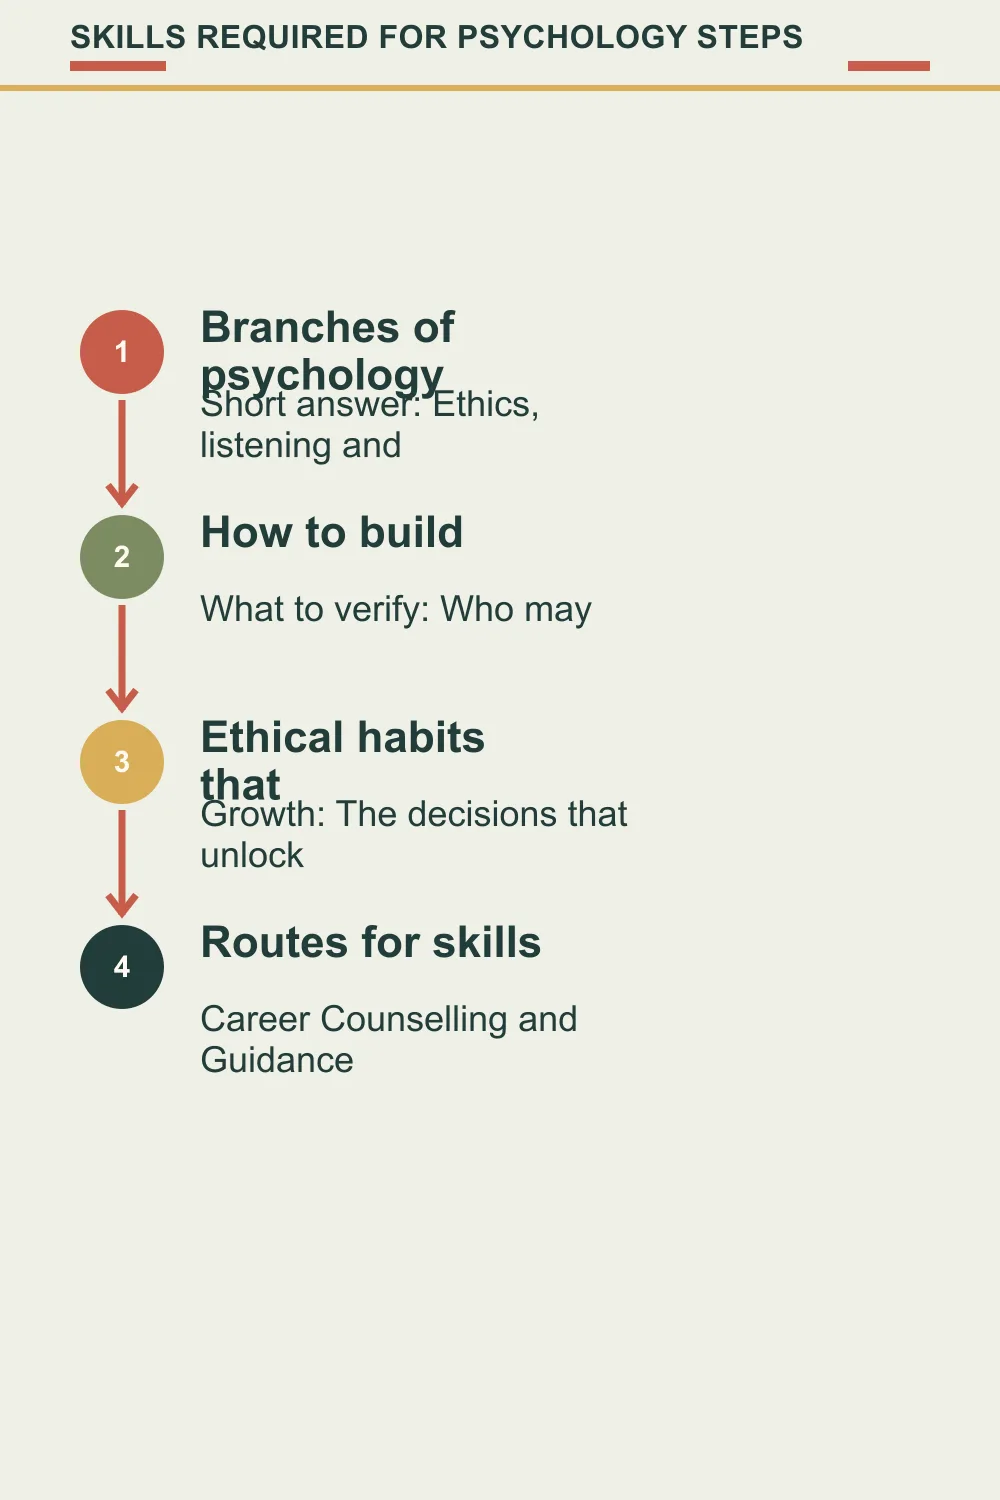 SKILLS REQUIRED FOR PSYCHOLOGY STEPS
1
Branches of
psychology
Short answer: Ethics,
listening and
2
How to build
What to verify: Who may
3
Ethical habits
that
Growth: The decisions that
unlock
4
Routes for skills
Career Counselling and
Guidance